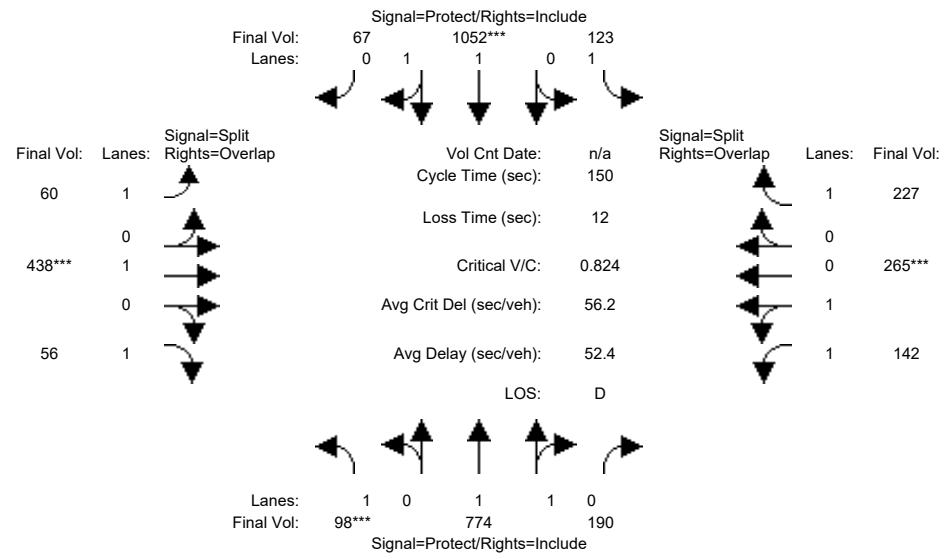 Signal=Protect/Rights=Include
Final Vol: 67 1052*** 123
Lanes: 0 1 1 0 1
Signal=Split
Final Vol: Lanes: Rights=Overlap
Vol Cnt Date: n/a
Signal=Split
Rights=Overlap Lanes: Final Vol:
Cycle Time (sec): 150
60 1
1 227
Loss Time (sec): 12
0
0
438*** 1
Critical V/C: 0.824
0 265***
0
Avg Crit Del (sec/veh): 56.2
1
56 1
Avg Delay (sec/veh): 52.4
1 142
LOS: D
Lanes: 1 0 1 1 0
Final Vol: 98*** 774 190
Signal=Protect/Rights=Include